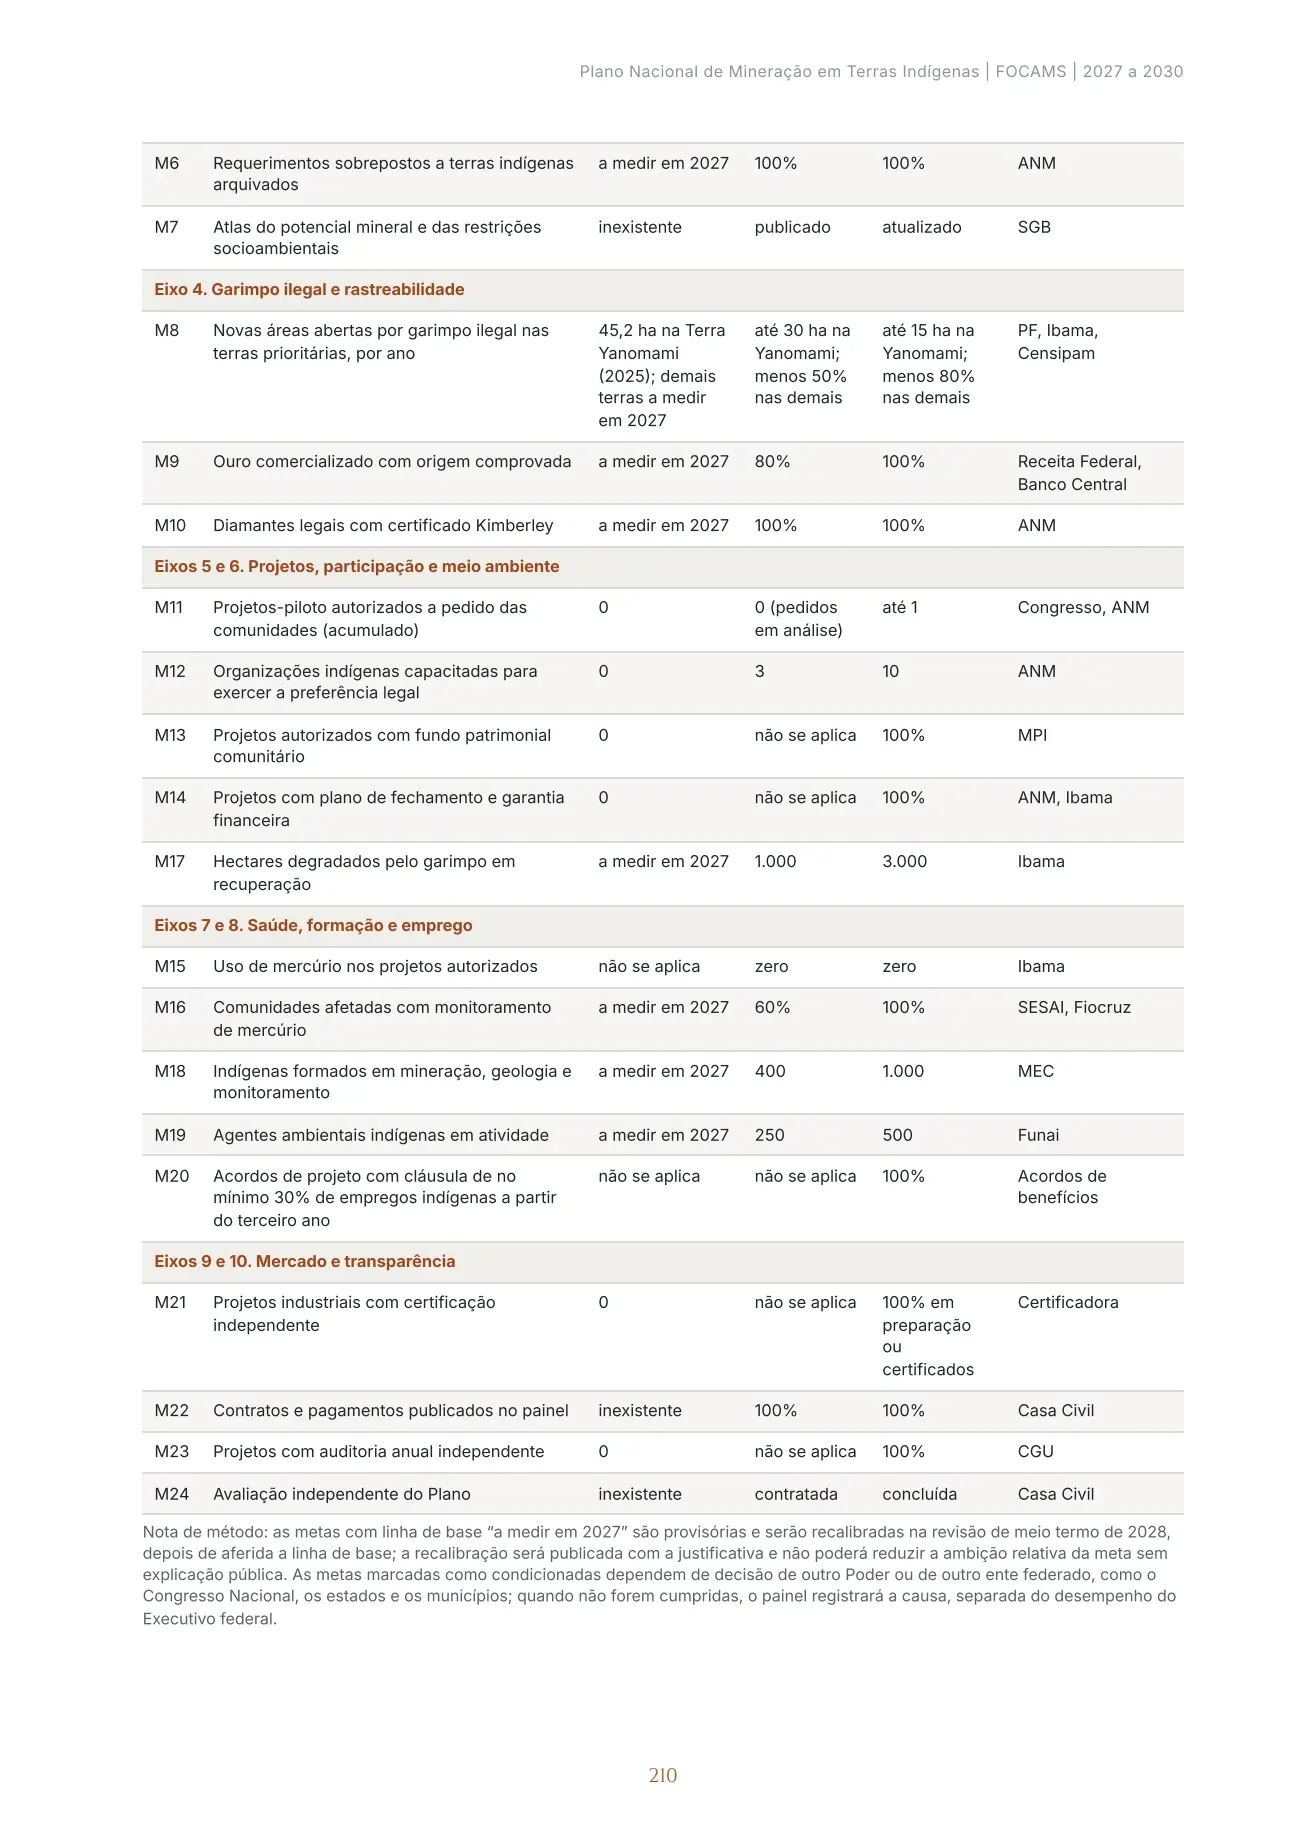 Plano Nacional de Mineração em Terras Indígenas | FOCAMS | 2027 a 2030
M6 Requerimentos sobrepostos a terras indígenas arquivados a medir em 2027 100% 100% ANM
M7 Atlas do potencial mineral e das restrições socioambientais inexistente publicado atualizado SGB
Eixo 4. Garimpo ilegal e rastreabilidade
M8 Novas áreas abertas por garimpo ilegal nas terras prioritárias, por ano 45,2 ha na Terra Yanomami (2025); demais terras a medir em 2027 até 30 ha na Yanomami; menos 50% nas demais até 15 ha na Yanomami; menos 80% nas demais PF, Ibama, Censipam
M9 Ouro comercializado com origem comprovada a medir em 2027 80% 100% Receita Federal, Banco Central
M10 Diamantes legais com certificado Kimberley a medir em 2027 100% 100% ANM
Eixos 5 e 6. Projetos, participação e meio ambiente
M11 Projetos-piloto autorizados a pedido das comunidades (acumulado) 0 0 (pedidos em análise) até 1 Congresso, ANM
M12 Organizações indígenas capacitadas para exercer a preferência legal 0 3 10 ANM
M13 Projetos autorizados com fundo patrimonial comunitário 0 não se aplica 100% MPI
M14 Projetos com plano de fechamento e garantia financeira 0 não se aplica 100% ANM, Ibama
M17 Hectares degradados pelo garimpo em recuperação a medir em 2027 1.000 3.000 Ibama
Eixos 7 e 8. Saúde, formação e emprego
M15 Uso de mercúrio nos projetos autorizados não se aplica zero zero Ibama
M16 Comunidades afetadas com monitoramento de mercúrio a medir em 2027 60% 100% SESAI, Fiocruz
M18 Indígenas formados em mineração, geologia e monitoramento a medir em 2027 400 1.000 MEC
M19 Agentes ambientais indígenas em atividade a medir em 2027 250 500 Funai
M20 Acordos de projeto com cláusula de no mínimo 30% de empregos indígenas a partir do terceiro ano não se aplica não se aplica 100% Acordos de benefícios
Eixos 9 e 10. Mercado e transparência
M21 Projetos industriais com certificação independente 0 não se aplica 100% em preparação ou certificados Certificadora
M22 Contratos e pagamentos publicados no painel inexistente 100% 100% Casa Civil
M23 Projetos com auditoria anual independente 0 não se aplica 100% CGU
M24 Avaliação independente do Plano inexistente contratada concluída Casa Civil
Nota de método: as metas com linha de base “a medir em 2027” são provisórias e serão recalibradas na revisão de meio termo de 2028,
depois de aferida a linha de base; a recalibração será publicada com a justificativa e não poderá reduzir a ambição relativa da meta sem
explicação pública. As metas marcadas como condicionadas dependem de decisão de outro Poder ou de outro ente federado, como o
Congresso Nacional, os estados e os municípios; quando não forem cumpridas, o painel registrará a causa, separada do desempenho do
Executivo federal.
210